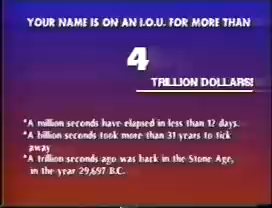 YOUR NAME IS ON AN I.O.U. FOR MORE THAN
4
TRILLION DOLLARS!
*A million seconds have elapsed in less than 12 days.
*A billion seconds took more than 31 years to tick
away
*A trillion seconds ago was back in the Stone Age,
in the year 29,697 B.C.